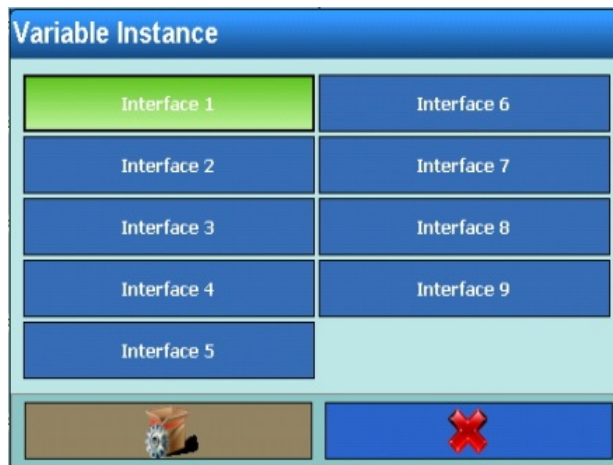 Variable Instance
Interface 1
Interface 6
Interface 2
Interface 7
Interface 3
Interface 8
Interface 4
Interface 9
Interface 5